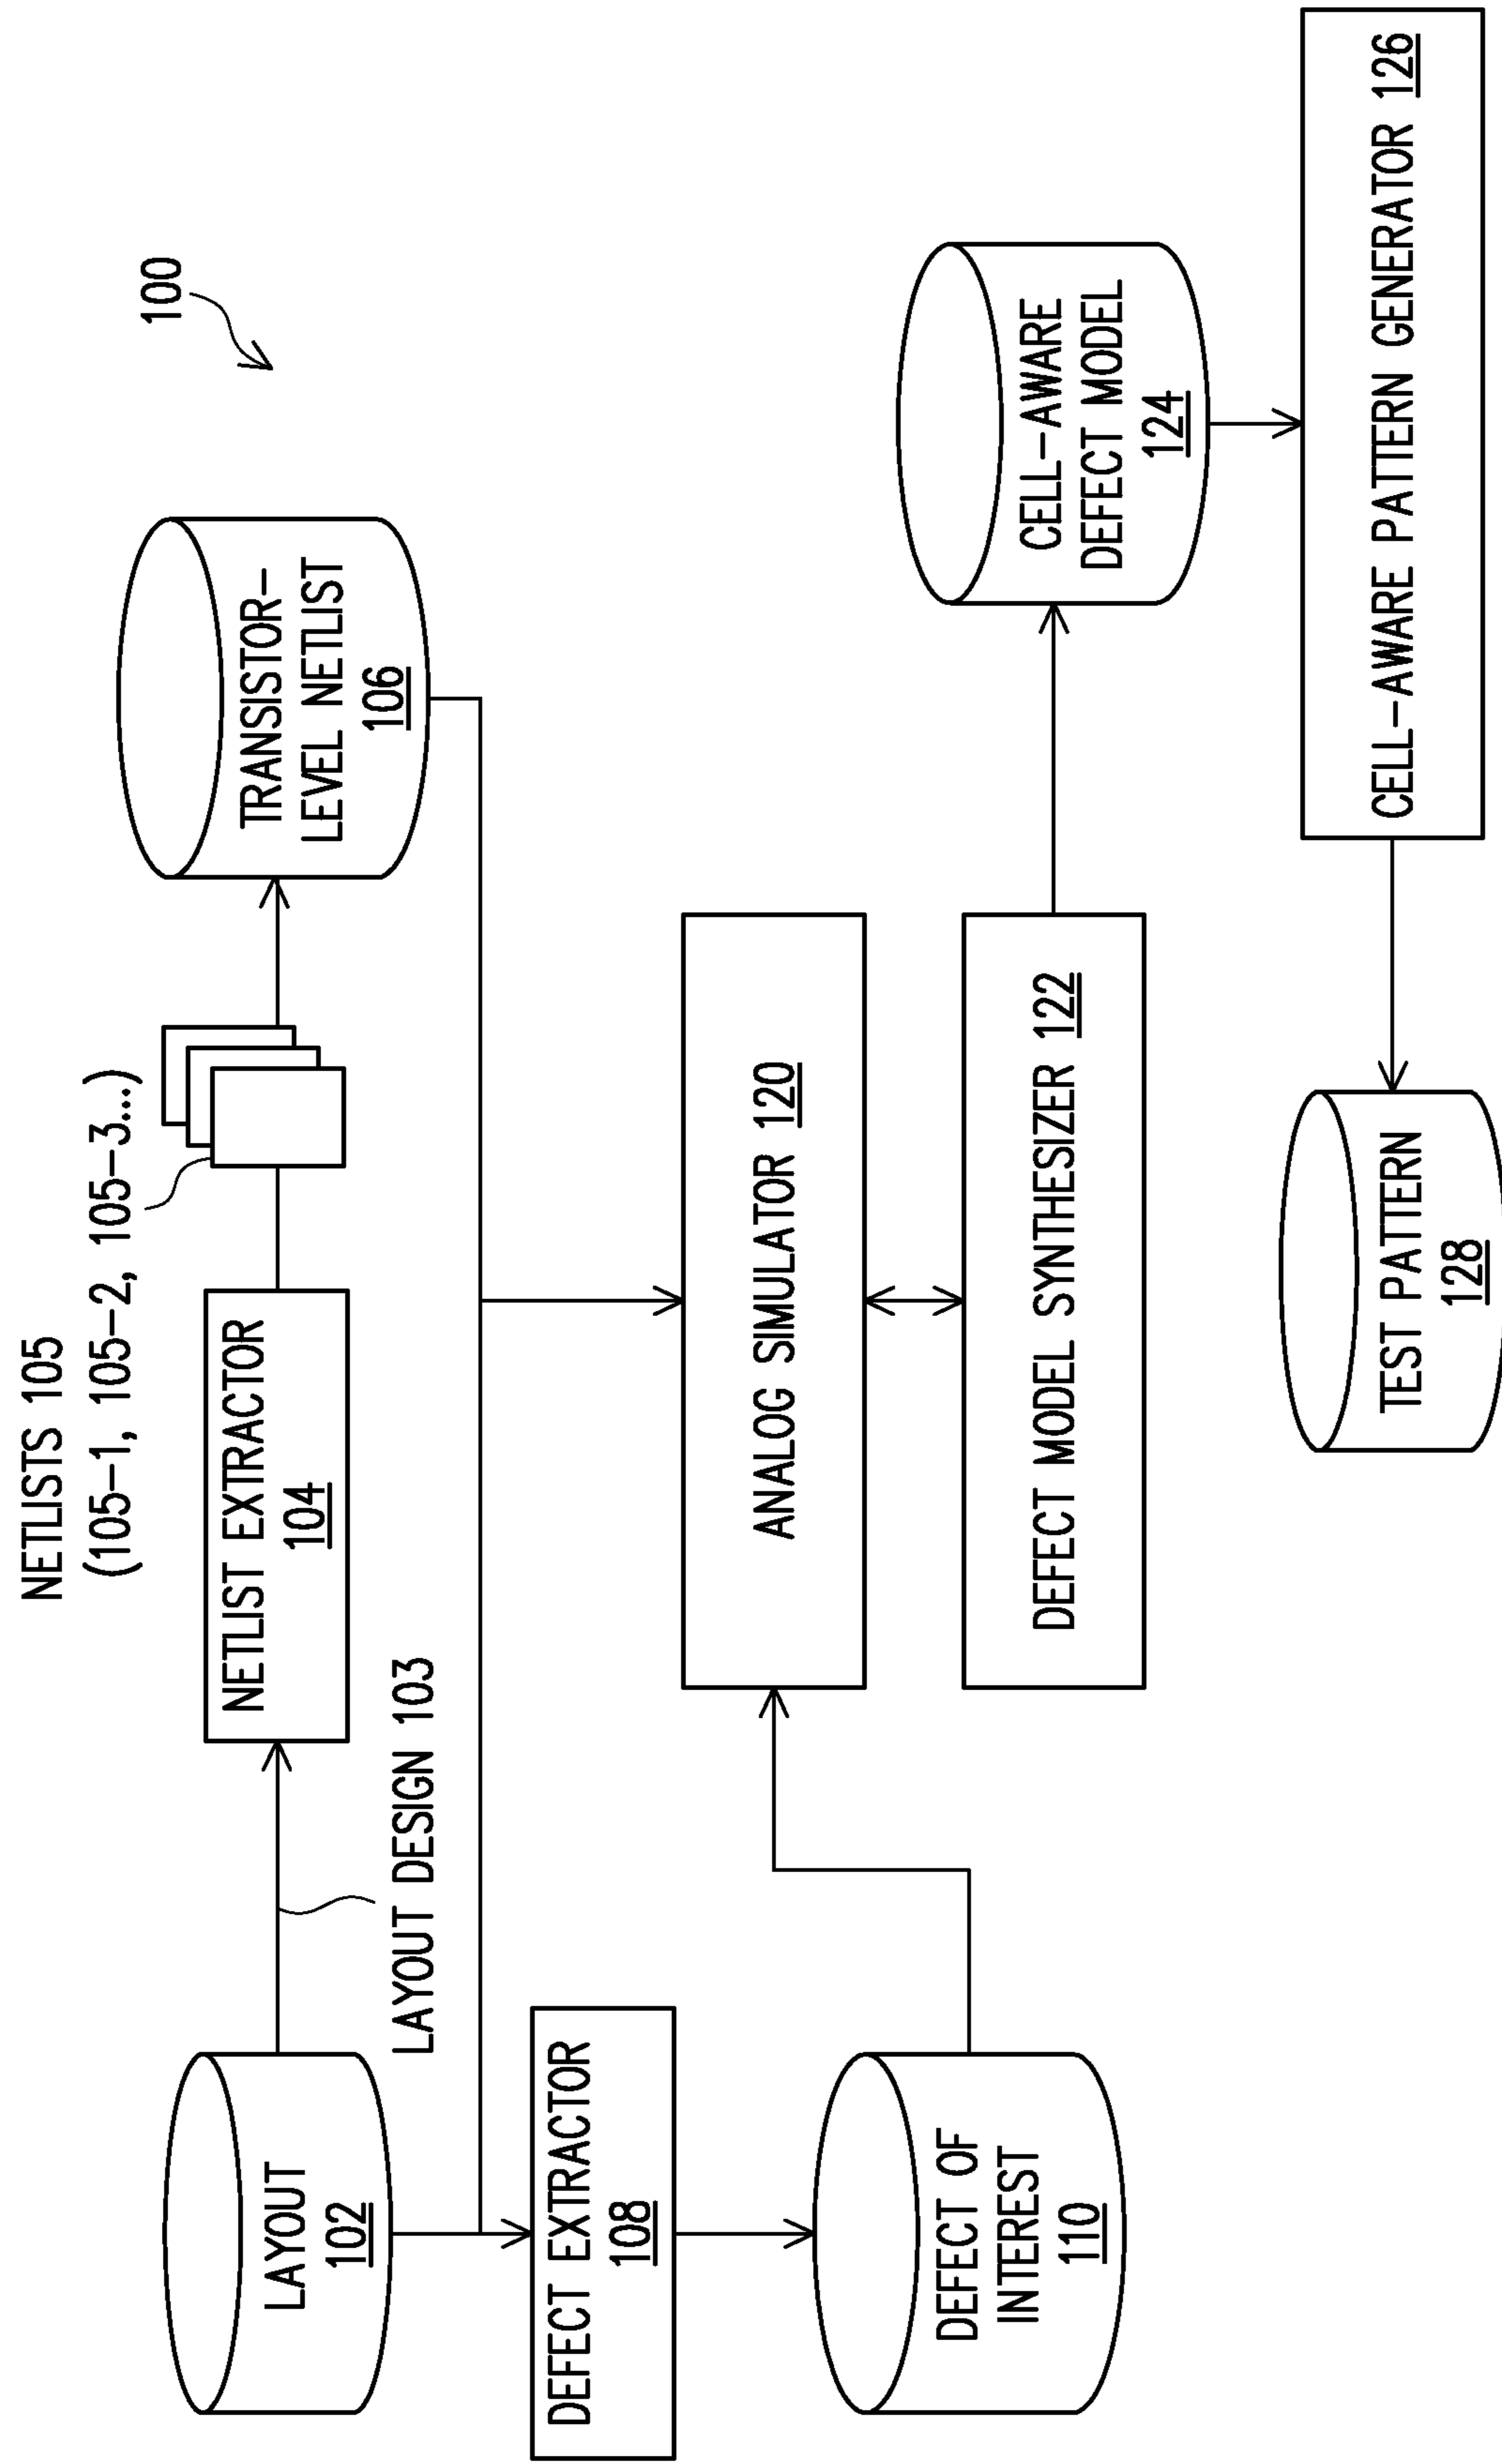 100
NETLISTS 105
(105-1, 105-2, 105-3...)
LAYOUT
102
NETLIST EXTRACTOR
104
TRANSISTOR-
LEVEL NETLIST
106
LAYOUT DESIGN 103
DEFECT EXTRACTOR
108
ANALOG SIMULATOR 120
DEFECT OF
INTEREST
110
DEFECT MODEL SYNTHESIZER 122
CELL-AWARE
DEFECT MODEL
124
TEST PATTERN
128
CELL-AWARE PATTERN GENERATOR 126